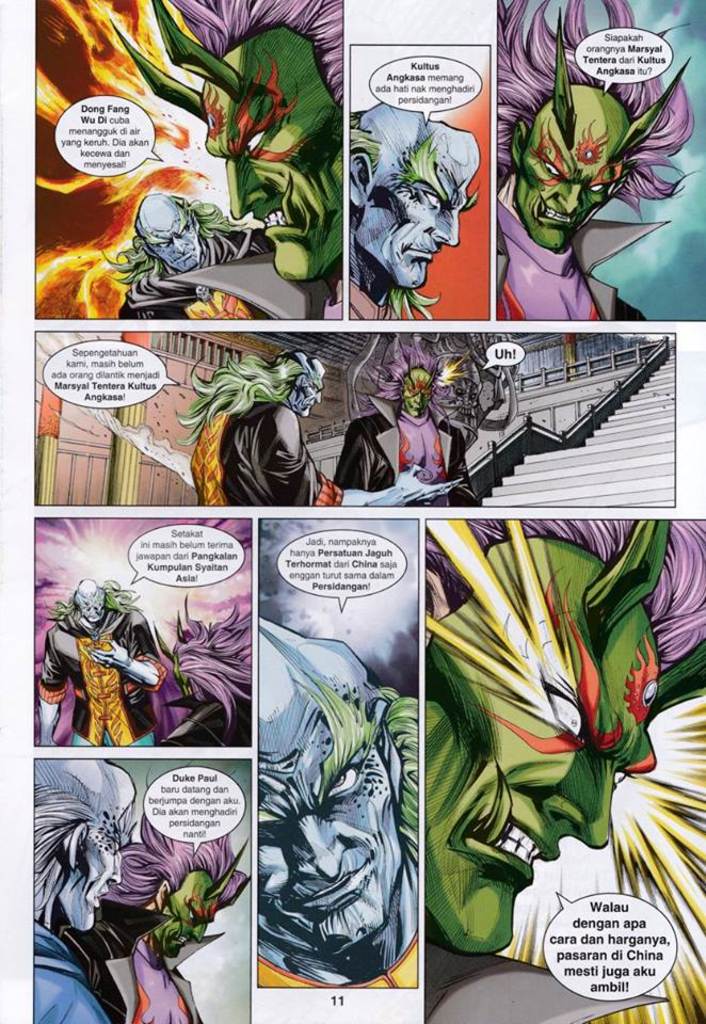 Dong Fang
Wu Di cuba
menangguk di air
yang keruh. Dia akan
kecewa dan
menyesal!
Kultus
Angkasa memang
ada hati nak menghadiri
persidangan!
Siapakah
orangnya Marsyal
Tentera dari Kultus
Angkasa itu?
Sepengetahuan
kami, masih belum
ada orang dilantik menjadi
Marsyal Tentera Kultus
Angkasa!
Uh!
Setakat
ini masih belum terima
jawapan dari Pangkalan
Kumpulan Syaitan
Asia!
Duke Paul
baru datang dan
berjumpa dengan aku.
Dia akan menghadiri
persidangan
nanti!
Jadi, nampaknya
hanya Persatuan Jaguh
Terhormat dari China saja
enggan turut sama dalam
Persidangan!
Walau
dengan apa
cara dan harganya,
pasaran di China
mesti juga aku
ambil!
11